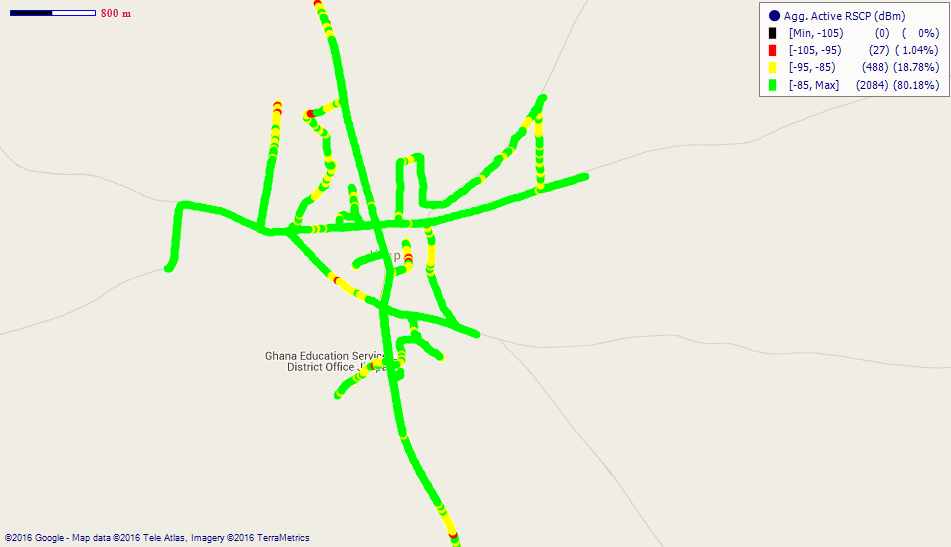 800 m
Agg. Active RSCP (dBm)
[Min, -105) (0) ( 0%)
[-105, -95) (27) ( 1.04%)
[-95, -85) (488) (18.78%)
[-85, Max] (2084) (80.18%)
Ghana Education Service
District Office
©2016 Google - Map data ©2016 Tele Atlas, Imagery ©2016 TerraMetrics